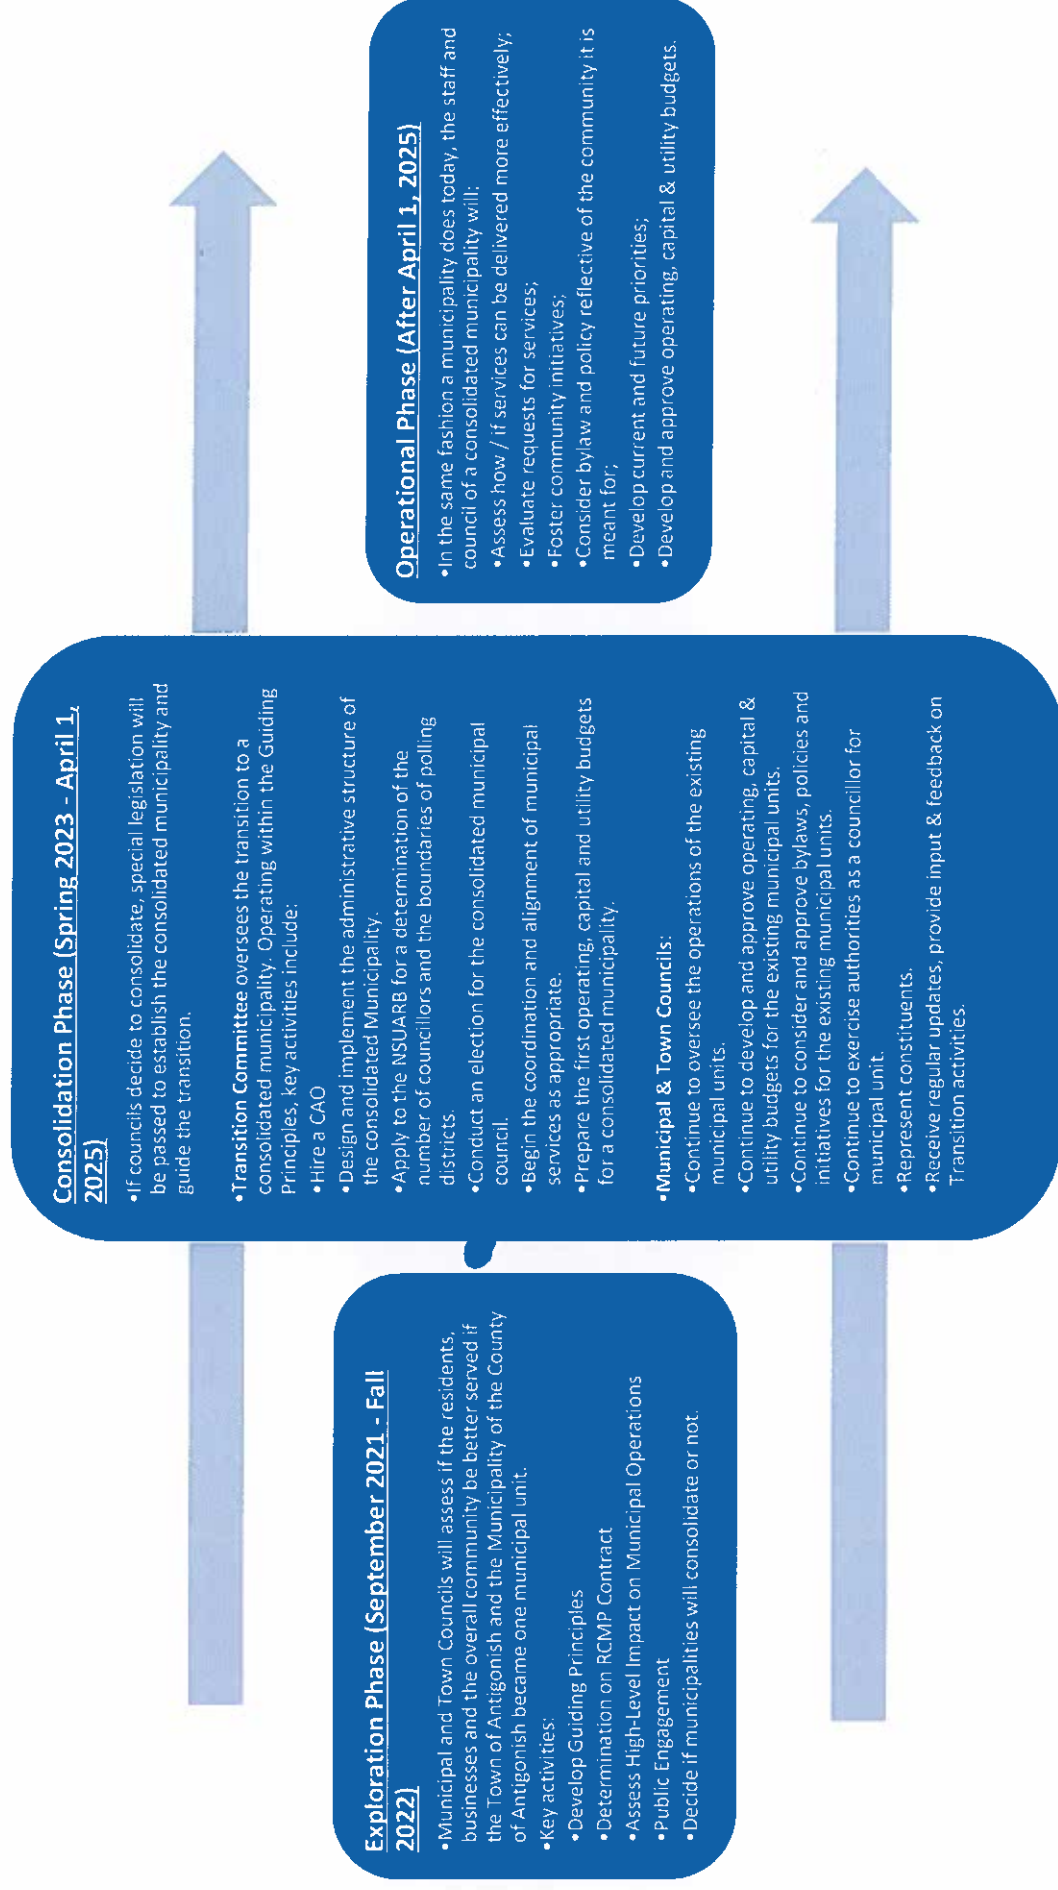 Exploration Phase (September 2021 - Fall
2022)
•Municipal and Town Councils will assess if the residents,
businesses and the overall community be better served if
the Town of Antigonish and the Municipality of the County
of Antigonish became one municipal unit.
•Key activities:
•Develop Guiding Principles
•Determination on RCMP Contract
•Assess High-Level Impact on Municipal Operations
•Public Engagement
•Decide if municipalities will consolidate or not.
Consolidation Phase (Spring 2023 - April 1,
2025)
•If councils decide to consolidate, special legislation will
be passed to establish the consolidated municipality and
guide the transition.
•Transition Committee oversees the transition to a
consolidated municipality. Operating within the Guiding
Principles, key activities include:
•Hire a CAO
•Design and implement the administrative structure of
the consolidated Municipality.
•Apply to the NSUARB for a determination of the
number of councillors and the boundaries of polling
districts.
•Conduct an election for the consolidated municipal
council.
•Begin the coordination and alignment of municipal
services as appropriate.
•Prepare the first operating, capital and utility budgets
for a consolidated municipality.
•Municipal & Town Councils:
•Continue to oversee the operations of the existing
municipal units.
•Continue to develop and approve operating, capital &
utility budgets for the existing municipal units.
•Continue to consider and approve bylaws, policies and
initiatives for the existing municipal units.
•Continue to exercise authorities as a councillor for
municipal unit.
•Represent constituents.
•Receive regular updates, provide input & feedback on
Transition activities.
Operational Phase (After April 1, 2025)
•In the same fashion a municipality does today, the staff and
council of a consolidated municipality will:
•Assess how / if services can be delivered more effectively;
•Evaluate requests for services;
•Foster community initiatives;
•Consider bylaw and policy reflective of the community it is
meant for;
•Develop current and future priorities;
•Develop and approve operating, capital & utility budgets.